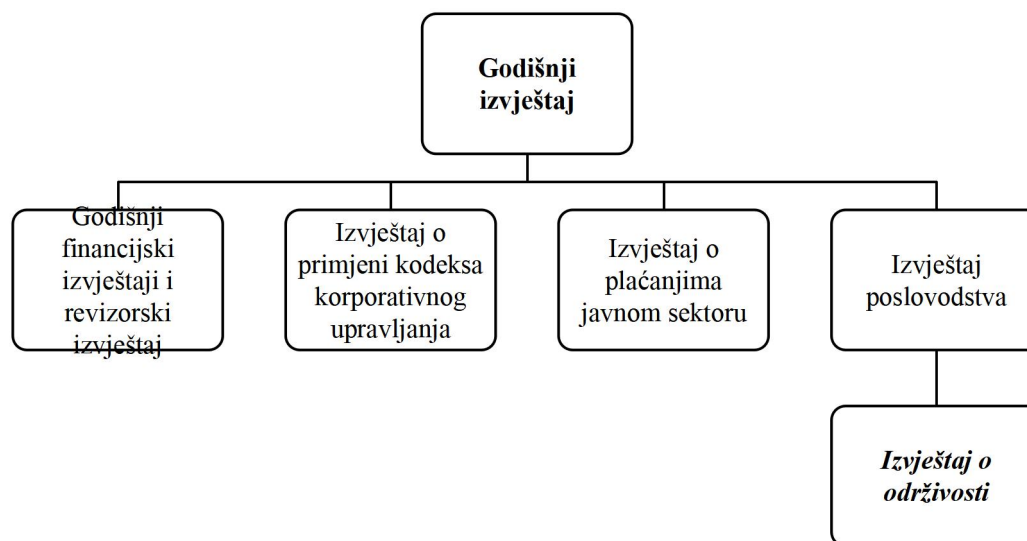 Godišnji
izvještaj
Godišnji
financijski
izvještaji i
revizorski
izvještaj
Izvještaj o
primjeni kodeksa
korporativnog
upravljanja
Izvještaj o
plaćanjima
javnom sektoru
Izvještaj
poslovodstva
Izvještaj o
održivosti